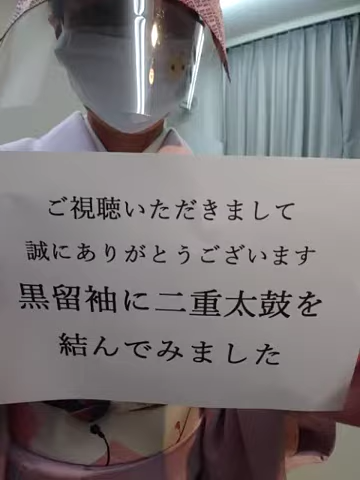 ご視聴いただきまして
誠にありがとうございます
黒留袖に二重太鼓を
結んでみました